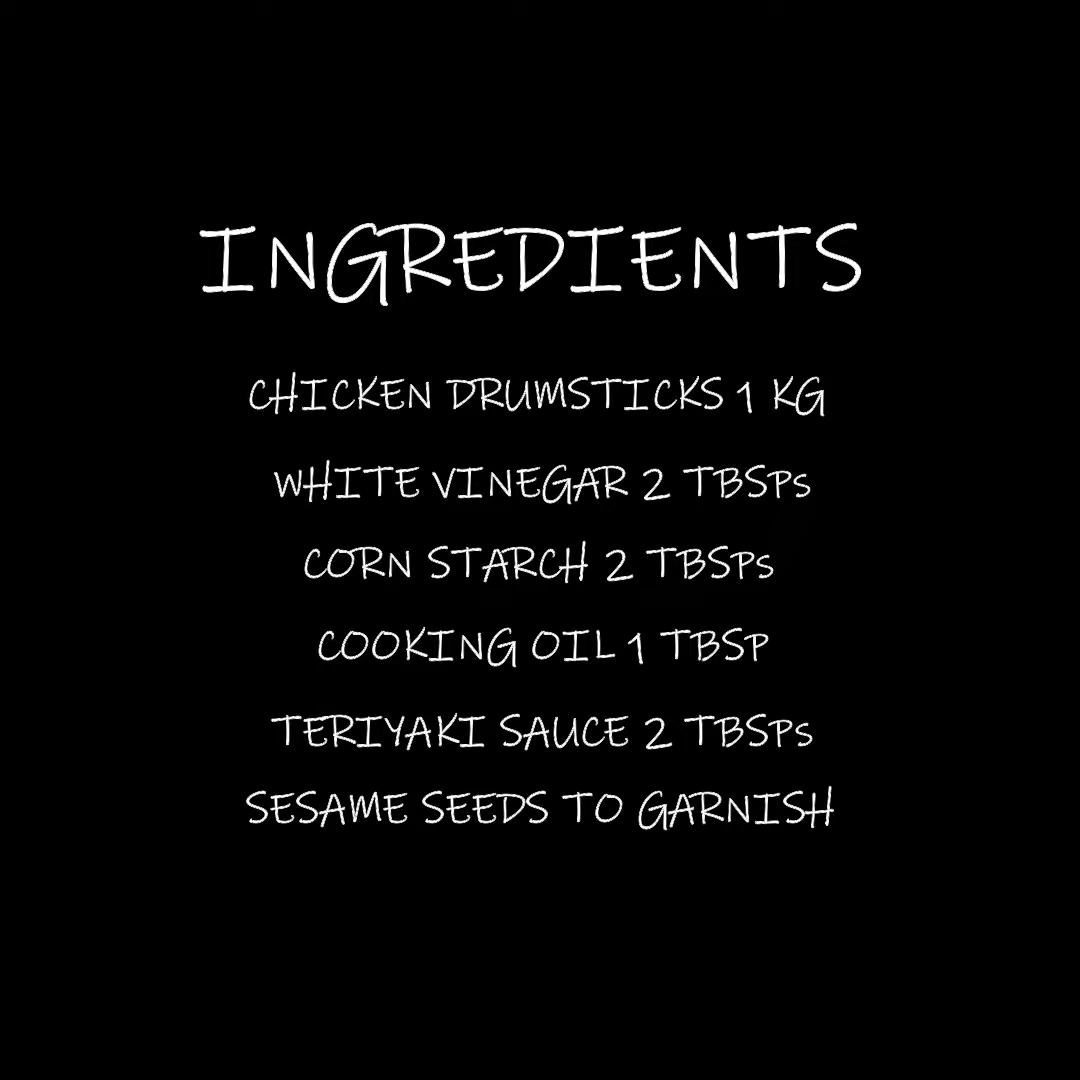 INGREDIENTS
CHICKEN DRUMSTICKS 1 KG
WHITE VINEGAR 2 TBSPs
CORN STARCH 2 TBSPs
COOKING OIL 1 TBSP
TERIYAKI SAUCE 2 TBSPs
SESAME SEEDS TO GARNISH